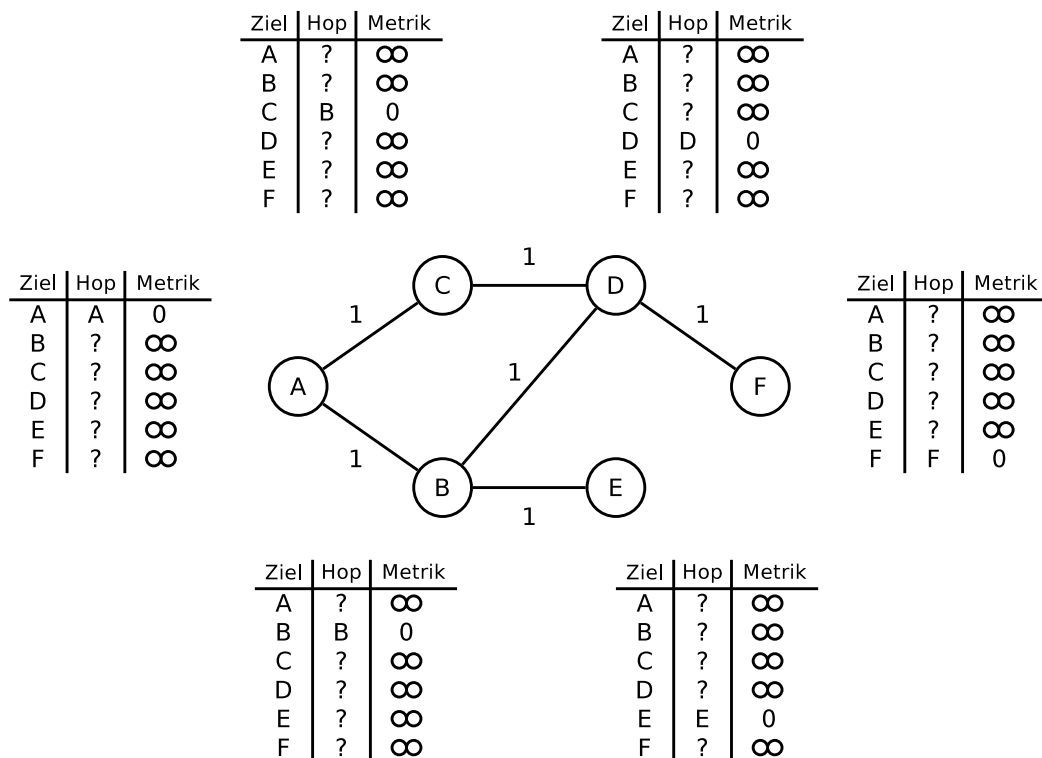 Ziel Hop Metrik
A ? ∞
B ? ∞
C B 0
D ? ∞
E ? ∞
F ? ∞
Ziel Hop Metrik
A ? ∞
B ? ∞
C ? ∞
D D 0
E ? ∞
F ? ∞
Ziel Hop Metrik
A A 0
B ? ∞
C ? ∞
D ? ∞
E ? ∞
F ? ∞
1
C
D
1
1
1
A
F
1
B
E
1
Ziel Hop Metrik
A ? ∞
B ? ∞
C ? ∞
D ? ∞
E ? ∞
F F 0
Ziel Hop Metrik
A ? ∞
B B 0
C ? ∞
D ? ∞
E ? ∞
F ? ∞
Ziel Hop Metrik
A ? ∞
B ? ∞
C ? ∞
D ? ∞
E E 0
F ? ∞